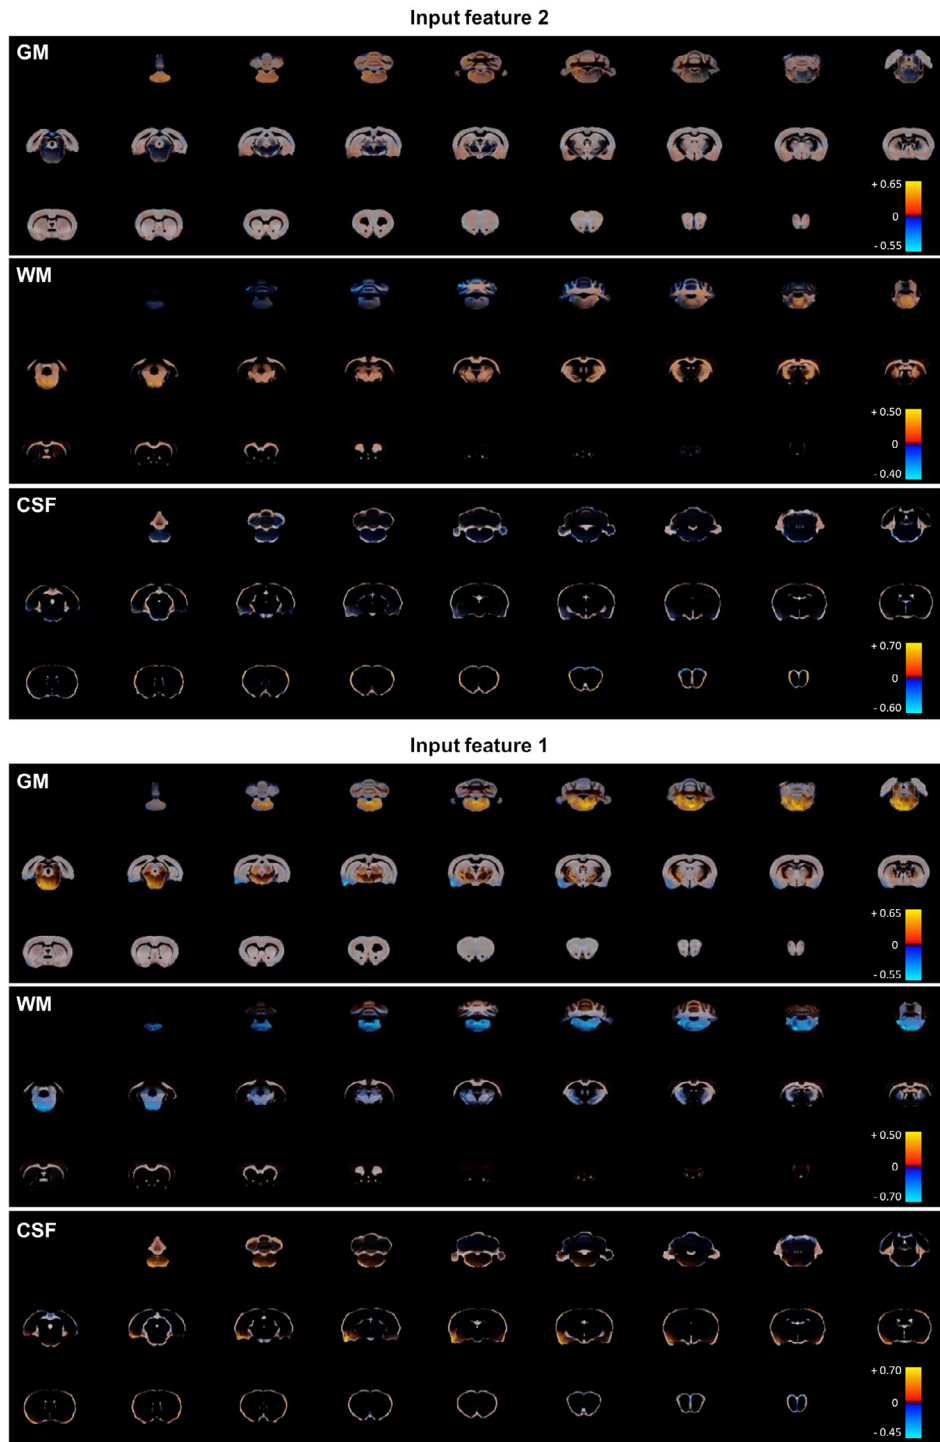 Input feature 2
GM
+ 0.65
0
- 0.55
WM
+ 0.50
0
- 0.40
CSF
+ 0.70
0
- 0.60
Input feature 1
GM
+ 0.65
0
- 0.55
WM
+ 0.50
0
- 0.70
CSF
+ 0.70
0
- 0.45